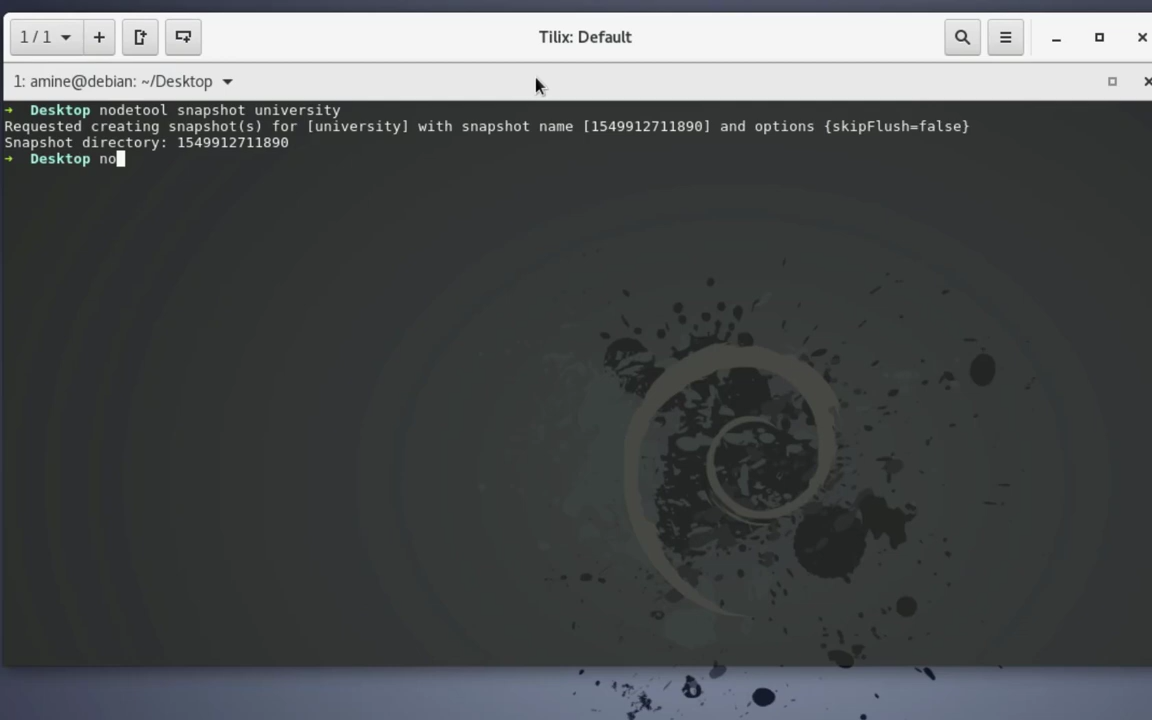 1 / 1
Tilix: Default
1: amine@debian: ~/Desktop
➜ Desktop nodetool snapshot university
Requested creating snapshot(s) for [university] with snapshot name [1549912711890] and options {skipFlush=false}
Snapshot directory: 1549912711890
➜ Desktop no